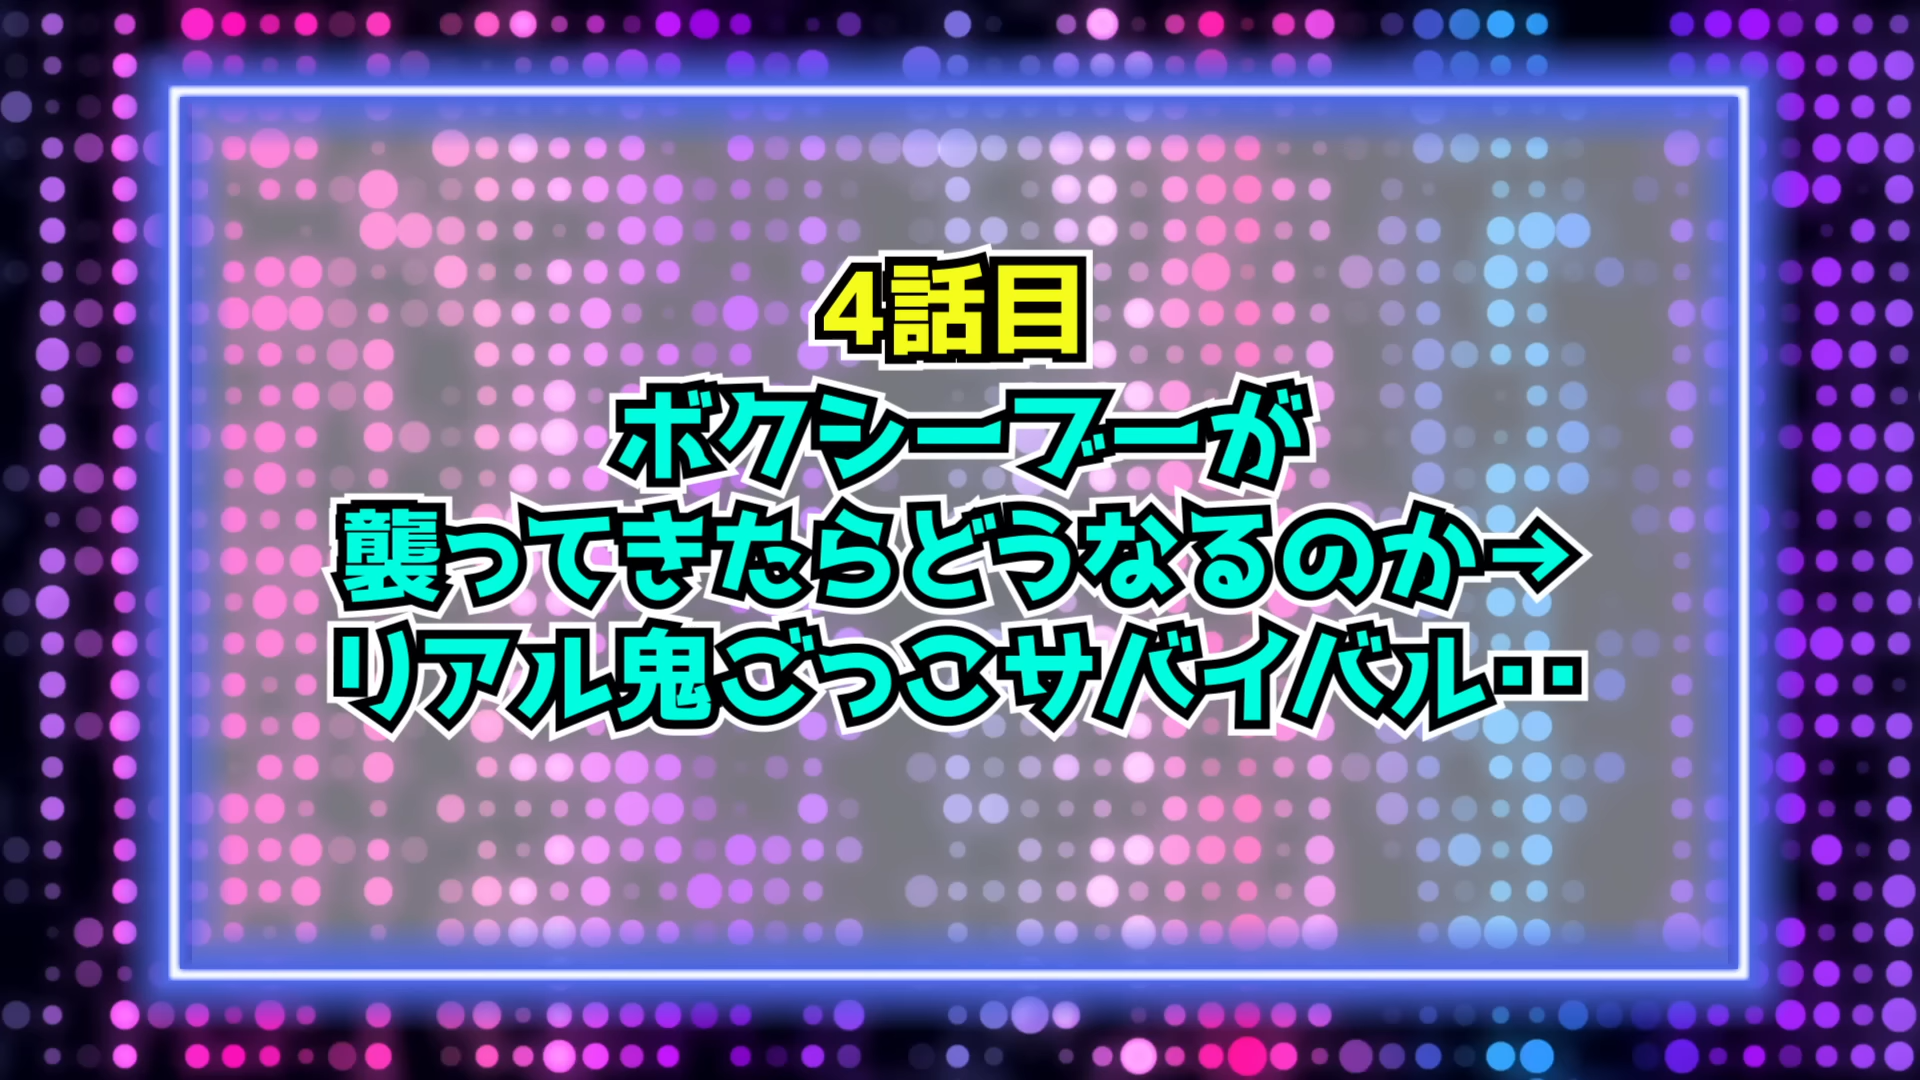 4話目
ボクシーブーが
襲ってきたらどうなるのか→
リアル鬼ごっこサバイバル‥